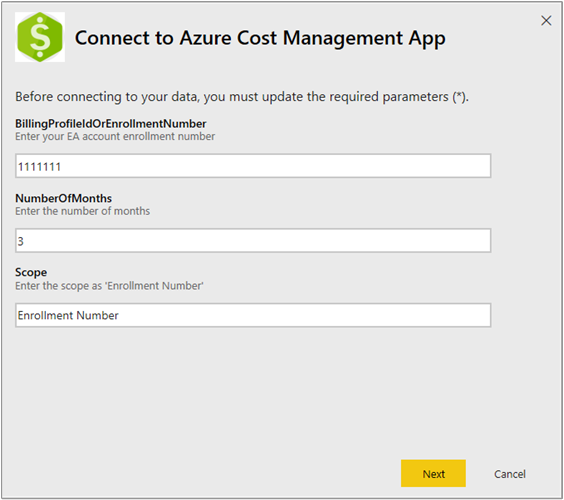 Connect to Azure Cost Management App
Before connecting to your data, you must update the required parameters (*).
BillingProfileIdOrEnrollmentNumber
Enter your EA account enrollment number
1111111
NumberOfMonths
Enter the number of months
3
Scope
Enter the scope as 'Enrollment Number'
Enrollment Number
Next
Cancel